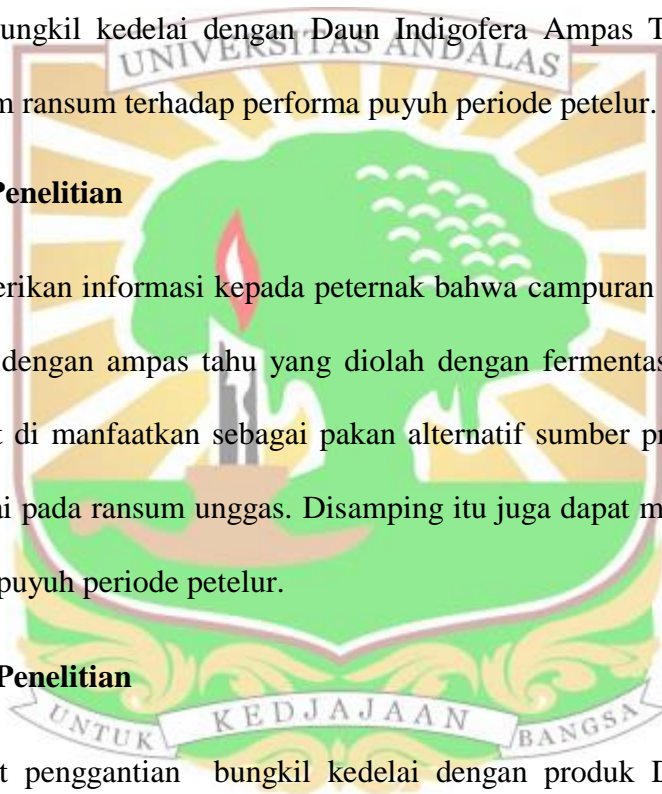 ungkil kedelai dengan Daun Indigofera Ampas T
UNIVERSITAS ANDALAS
m ransum terhadap performa puyuh periode petelur.
Penelitian
erikan informasi kepada peternak bahwa campuran
dengan ampas tahu yang diolah dengan fermentas
t di manfaatkan sebagai pakan alternatif sumber pr
ai pada ransum unggas. Disamping itu juga dapat m
puyuh periode petelur.
Penelitian
UNTUK KEDJAJAAN BANGSA
t penggantian bungkil kedelai dengan produk D